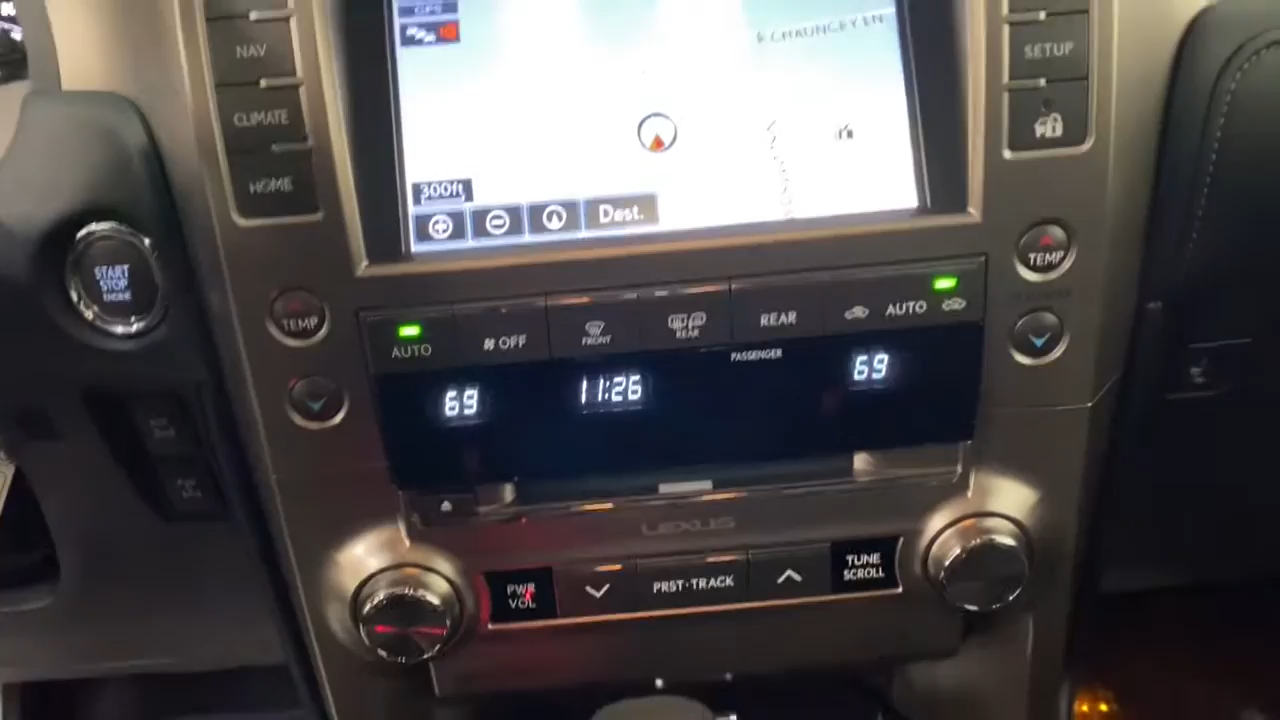 GPS
E CHAUNCEY LN
NAV
SETUP
CLIMATE
HOME
300ft
Dest.
START
STOP
ENGINE
TEMP
TEMP
AUTO
OFF
FRONT
REAR
REAR
AUTO
PASSENGER
69
11:26
69
LEXUS
PWR
VOL
PRST·TRACK
TUNE
SCROLL